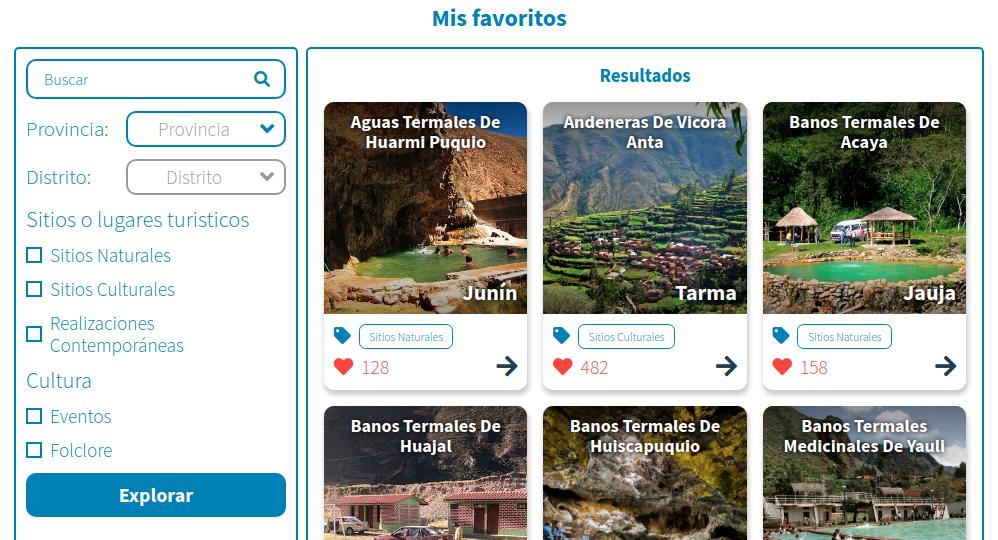 Mis favoritos
Buscar
Provincia:
Provincia
Distrito:
Distrito
Sitios o lugares turisticos
Sitios Naturales
Sitios Culturales
Realizaciones
Contemporáneas
Cultura
Eventos
Folclore
Explorar
Resultados
Aguas Termales De
Huarmi Puquio
Junín
Sitios Naturales
128
Andeneras De Vicora
Anta
Tarma
Sitios Culturales
482
Banos Termales De
Acaya
Jauja
Sitios Naturales
158
Banos Termales De
Huajal
Banos Termales De
Huiscapuquio
Banos Termales
Medicinales De Yauli